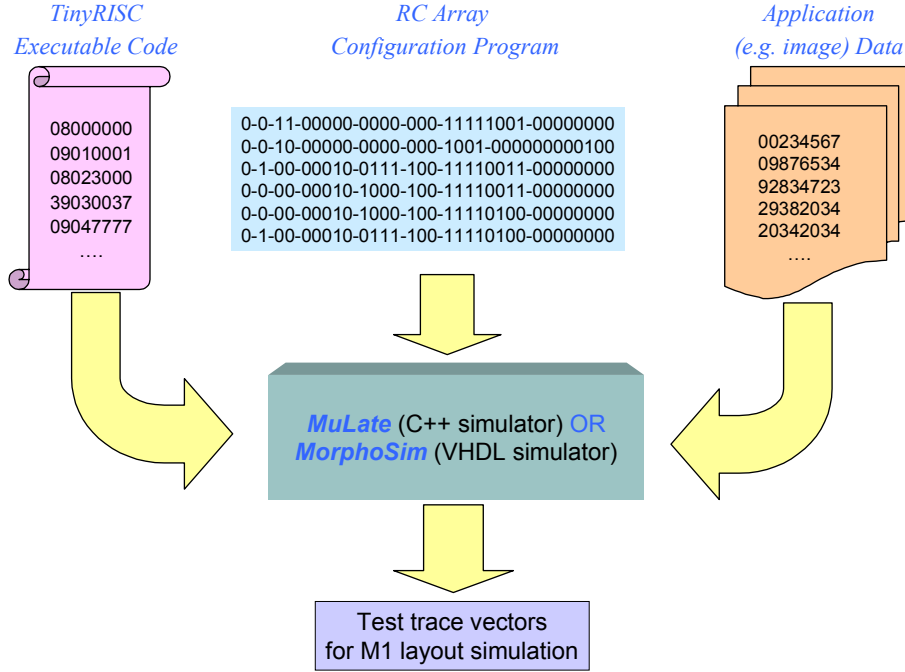 TinyRISC
Executable Code
RC Array
Configuration Program
Application
(e.g. image) Data
08000000
09010001
08023000
39030037
09047777
....
0-0-11-00000-0000-000-11111001-00000000
0-0-10-00000-0000-000-1001-000000000100
0-1-00-00010-0111-100-11110011-00000000
0-0-00-00010-1000-100-11110011-00000000
0-0-00-00010-1000-100-11110100-00000000
0-1-00-00010-0111-100-11110100-00000000
00234567
09876534
92834723
29382034
20342034
....
MuLate (C++ simulator) OR
MorphoSim (VHDL simulator)
Test trace vectors
for M1 layout simulation